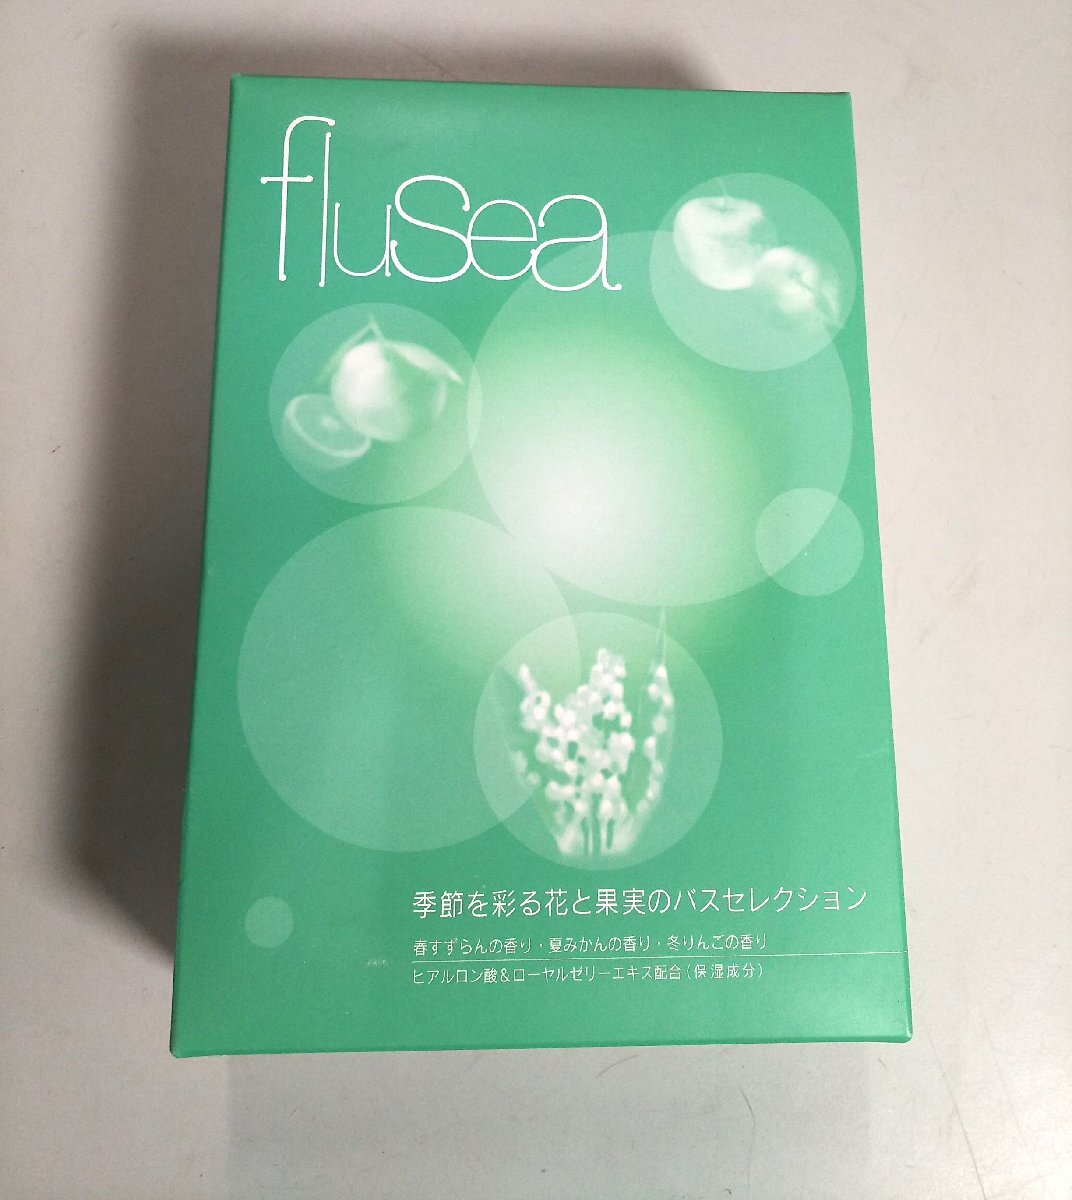 flusea
季節を彩る花と果実のバスセレクション
春すずらんの香り・夏みかんの香り・冬りんごの香り
ヒアルロン酸&ローヤルゼリーエキス配合(保湿成分)